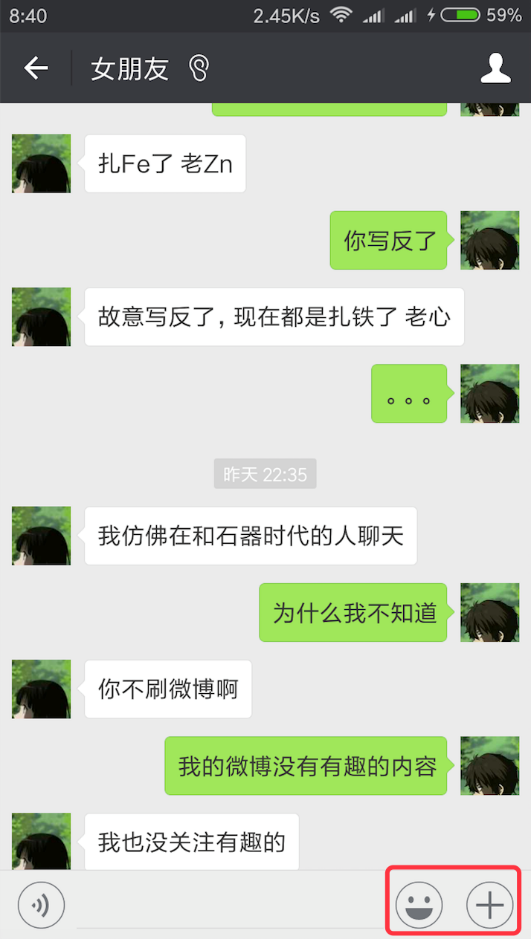 8:40 2.45K/s 59%
女朋友
扎Fe了 老Zn
你写反了
故意写反了，现在都是扎铁了 老心
。。。
昨天 22:35
我仿佛在和石器时代的人聊天
为什么我不知道
你不刷微博啊
我的微博没有有趣的内容
我也没关注有趣的